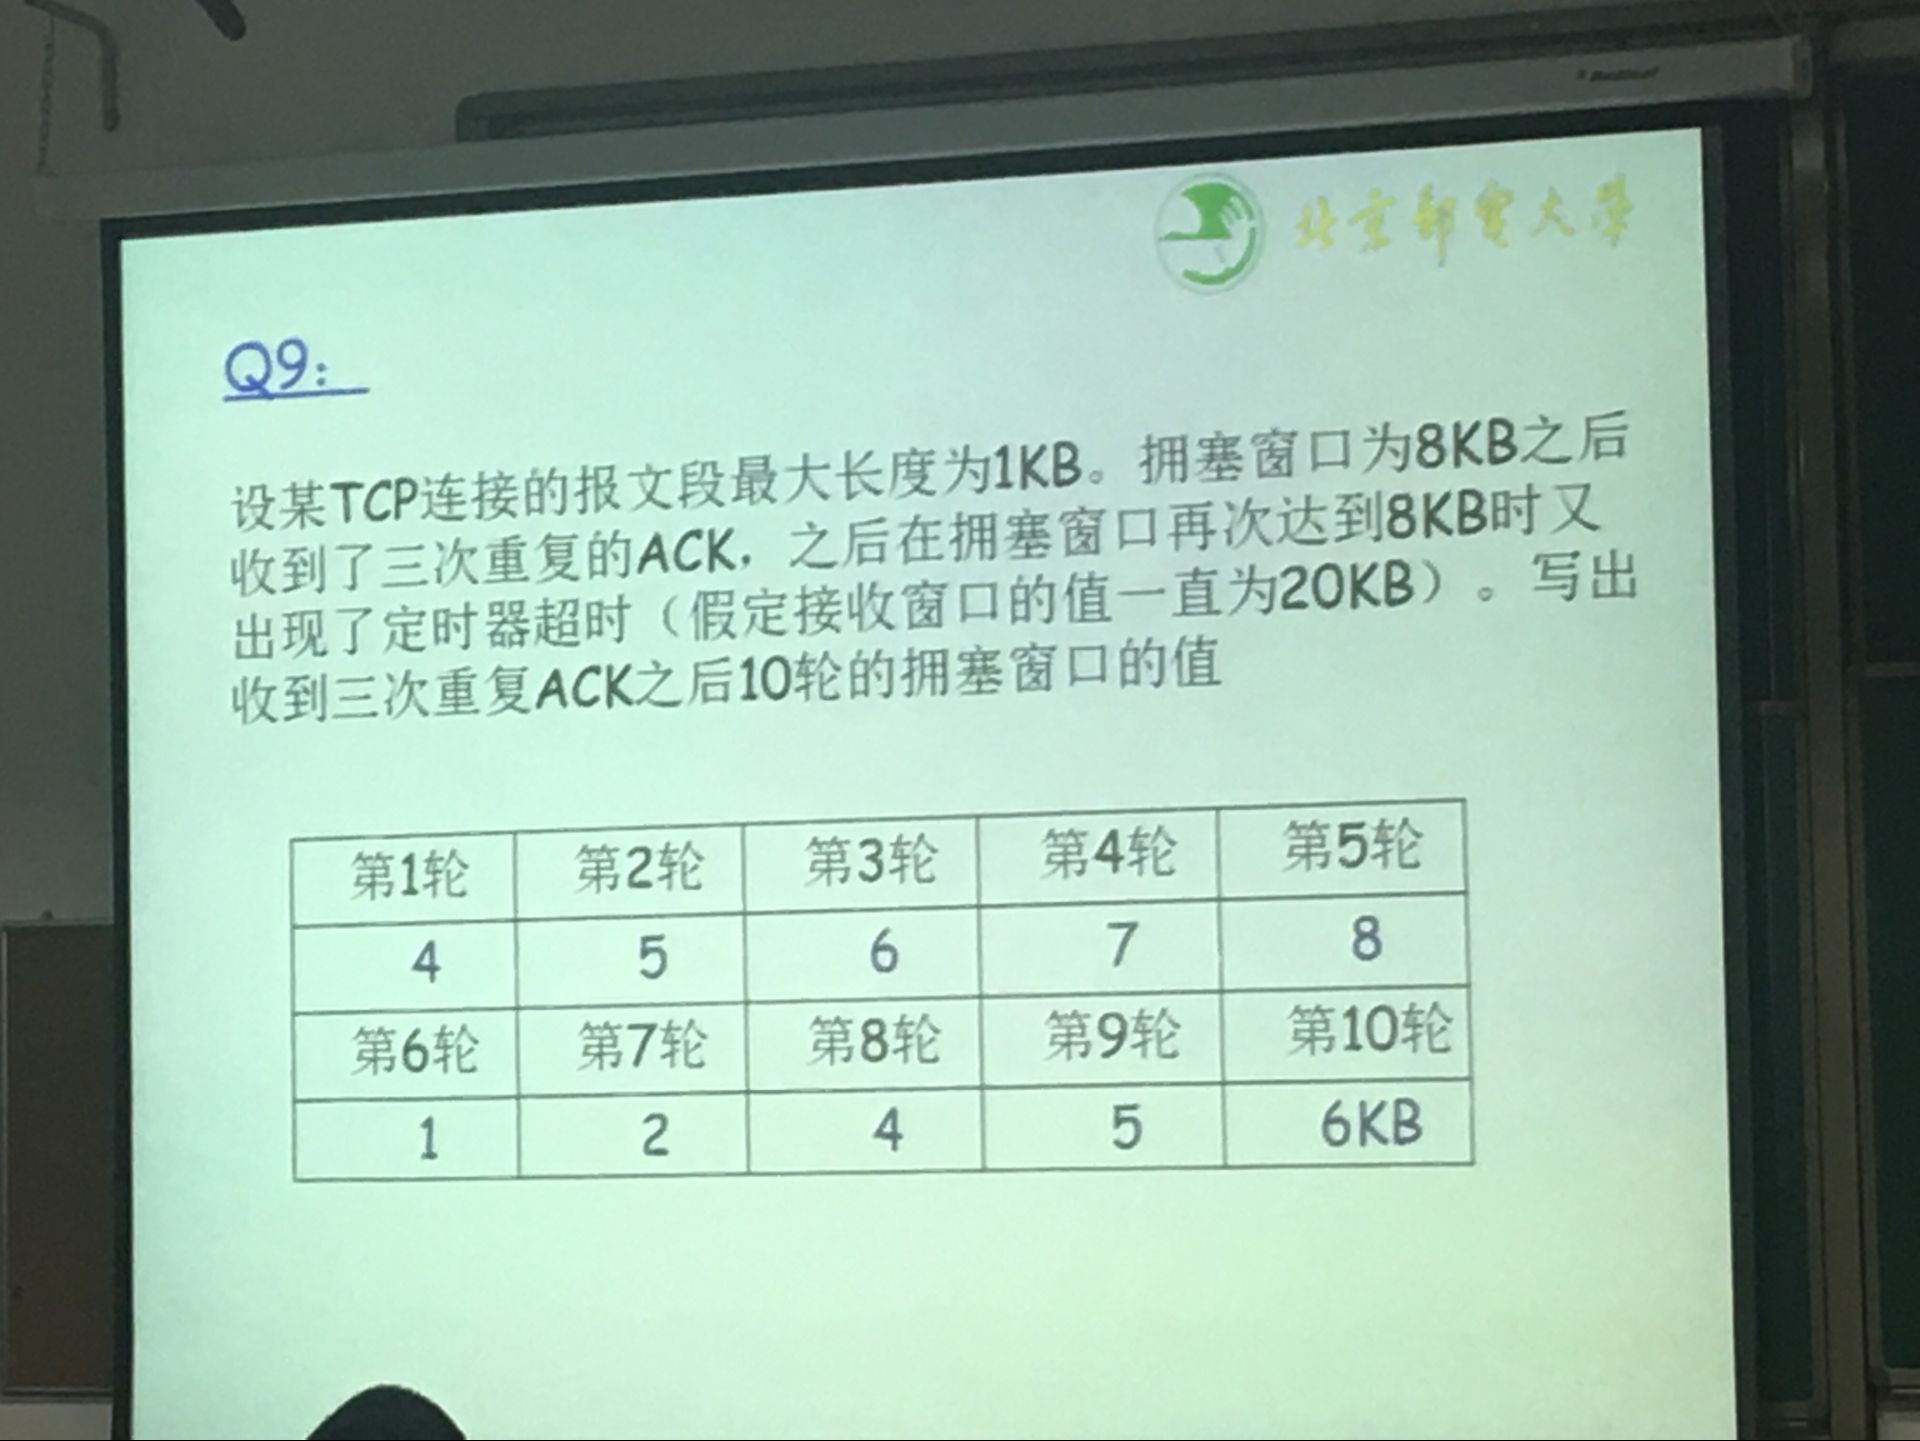 Radical
北京邮电大学
Q9:
设某TCP连接的报文段最大长度为1KB。拥塞窗口为8KB之后
收到了三次重复的ACK，之后在拥塞窗口再次达到8KB时又
出现了定时器超时（假定接收窗口的值一直为20KB）。写出
收到三次重复ACK之后10轮的拥塞窗口的值
第1轮 第2轮 第3轮 第4轮 第5轮
4 5 6 7 8
第6轮 第7轮 第8轮 第9轮 第10轮
1 2 4 5 6KB